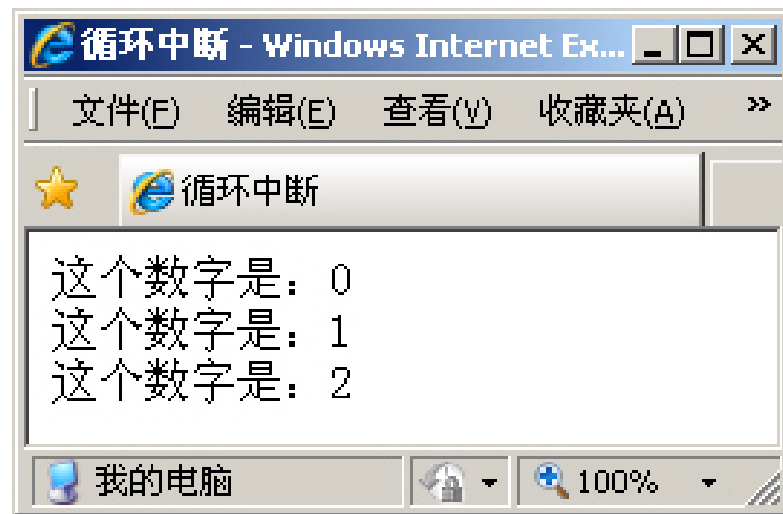 循环中断 - Windows Internet Ex...
文件(F) 编辑(E) 查看(V) 收藏夹(A) »
循环中断
这个数字是：0
这个数字是：1
这个数字是：2
我的电脑 100%